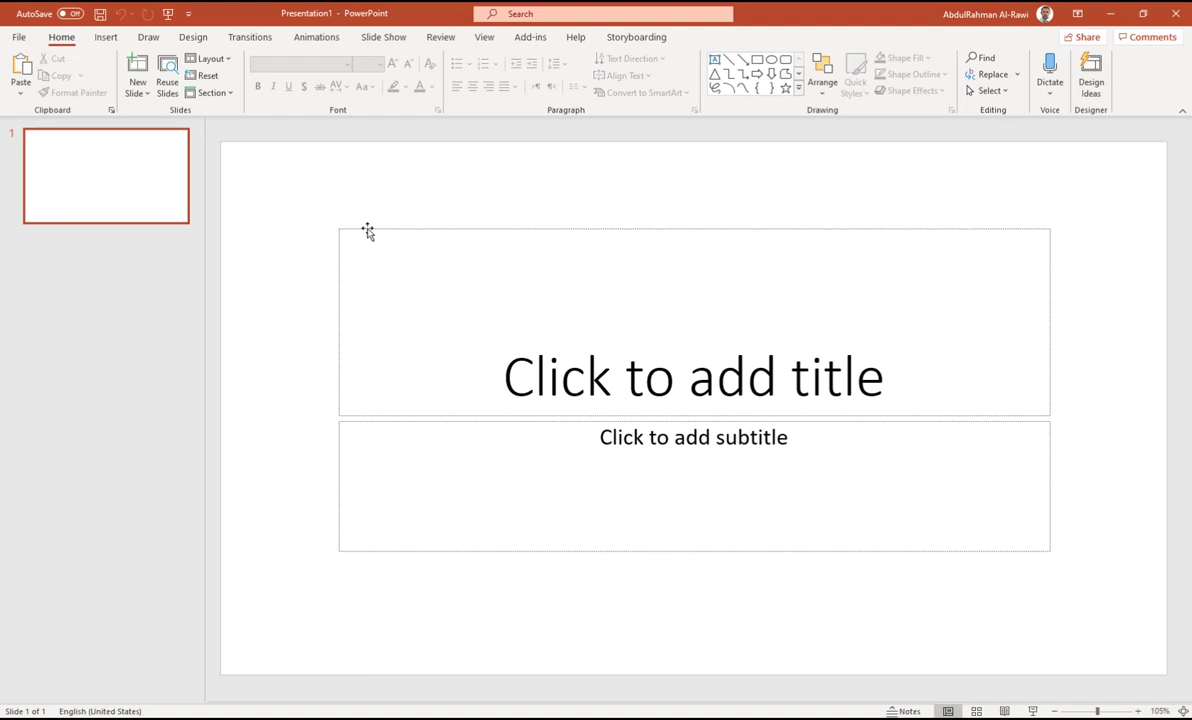 AutoSave Off Presentation1 - PowerPoint Search AbdulRahman Al-Rawi
File Home Insert Draw Design Transitions Animations Slide Show Review View Add-ins Help Storyboarding Share Comments
Paste
Cut
Copy
Format Painter
Clipboard
New Slide
Reuse Slides
Layout
Reset
Section
Slides
B I U S ab AV Aa A
Font
Text Direction
Align Text
Convert to SmartArt
Paragraph
Arrange
Quick Styles
Shape Fill
Shape Outline
Shape Effects
Drawing
Find
Replace
Select
Editing
Dictate
Voice
Design Ideas
Designer
1
Click to add title
Click to add subtitle
Slide 1 of 1 English (United States) Notes 105%